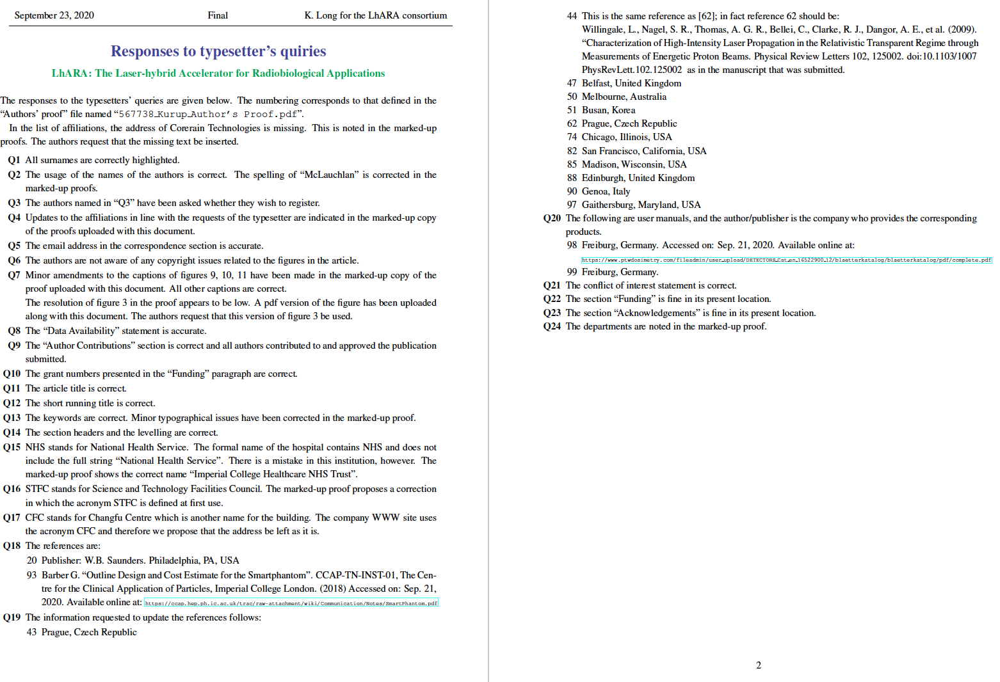 September 23, 2020 Final K. Long for the LhARA consortium
Responses to typesetter's quiries
LhARA: The Laser-hybrid Accelerator for Radiobiological Applications
The responses to the typesetters' queries are given below. The numbering corresponds to that defined in the
“Authors' proof” file named “567738_Kurup_Author's Proof.pdf”.
In the list of affiliations, the address of Corerain Technologies is missing. This is noted in the marked-up
proofs. The authors request that the missing text be inserted.
Q1 All surnames are correctly highlighted.
Q2 The usage of the names of the authors is correct. The spelling of “McLauchlan” is corrected in the
marked-up proofs.
Q3 The authors named in “Q3” have been asked whether they wish to register.
Q4 Updates to the affiliations in line with the requests of the typesetter are indicated in the marked-up copy
of the proofs uploaded with this document.
Q5 The email address in the correspondence section is accurate.
Q6 The authors are not aware of any copyright issues related to the figures in the article.
Q7 Minor amendments to the captions of figures 9, 10, 11 have been made in the marked-up copy of the
proof uploaded with this document. All other captions are correct.
The resolution of figure 3 in the proof appears to be low. A pdf version of the figure has been uploaded
along with this document. The authors request that this version of figure 3 be used.
Q8 The “Data Availability” statement is accurate.
Q9 The “Author Contributions” section is correct and all authors contributed to and approved the publication
submitted.
Q10 The grant numbers presented in the “Funding” paragraph are correct.
Q11 The article title is correct.
Q12 The short running title is correct.
Q13 The keywords are correct. Minor typographical issues have been corrected in the marked-up proof.
Q14 The section headers and the levelling are correct.
Q15 NHS stands for National Health Service. The formal name of the hospital contains NHS and does not
include the full string “National Health Service”. There is a mistake in this institution, however. The
marked-up proof shows the correct name “Imperial College Healthcare NHS Trust”.
Q16 STFC stands for Science and Technology Facilities Council. The marked-up proof proposes a correction
in which the acronym STFC is defined at first use.
Q17 CFC stands for Changfu Centre which is another name for the building. The company WWW site uses
the acronym CFC and therefore we propose that the address be left as it is.
Q18 The references are:
20 Publisher: W.B. Saunders. Philadelphia, PA, USA
93 Barber G. “Outline Design and Cost Estimate for the Smartphantom”. CCAP-TN-INST-01, The Cen-
tre for the Clinical Application of Particles, Imperial College London. (2018) Accessed on: Sep. 21,
2020. Available online at: https://ccap.hep.ph.ic.ac.uk/trac/raw-attachment/wiki/Communication/Notes/SmartPhantom.pdf
Q19 The information requested to update the references follows:
43 Prague, Czech Republic
44 This is the same reference as [62]; in fact reference 62 should be:
Willingale, L., Nagel, S. R., Thomas, A. G. R., Bellei, C., Clarke, R. J., Dangor, A. E., et al. (2009).
“Characterization of High-Intensity Laser Propagation in the Relativistic Transparent Regime through
Measurements of Energetic Proton Beams. Physical Review Letters 102, 125002. doi:10.1103/1007
PhysRevLett.102.125002 as in the manuscript that was submitted.
47 Belfast, United Kingdom
50 Melbourne, Australia
51 Busan, Korea
62 Prague, Czech Republic
74 Chicago, Illinois, USA
82 San Francisco, California, USA
85 Madison, Wisconsin, USA
88 Edinburgh, United Kingdom
90 Genoa, Italy
97 Gaithersburg, Maryland, USA
Q20 The following are user manuals, and the author/publisher is the company who provides the corresponding
products.
98 Freiburg, Germany. Accessed on: Sep. 21, 2020. Available online at:
https://www.ptwdosimetry.com/fileadmin/user_upload/DETECTORS_Cat_en_16522900_12/blaetterkatalog/blaetterkatalog/pdf/complete.pdf
99 Freiburg, Germany.
Q21 The conflict of interest statement is correct.
Q22 The section “Funding” is fine in its present location.
Q23 The section “Acknowledgements” is fine in its present location.
Q24 The departments are noted in the marked-up proof.
2